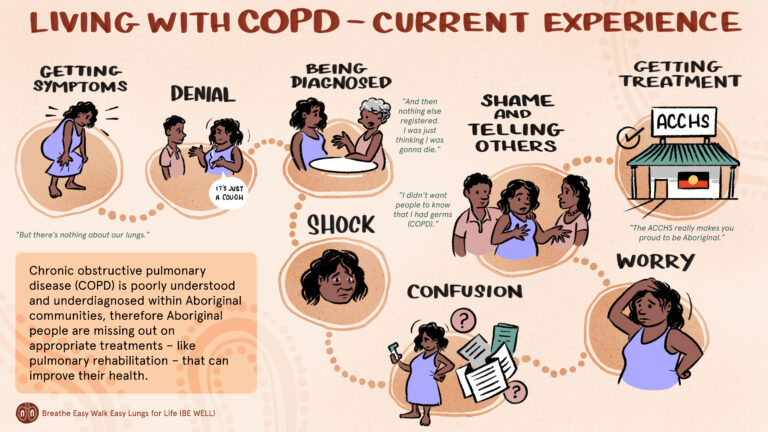 LIVING WITH COPD – CURRENT EXPERIENCE
GETTING
SYMPTOMS
"But there's nothing about our lungs."
DENIAL
IT'S JUST
A COUGH
BEING
DIAGNOSED
"And then
nothing else
registered.
I was just
thinking I was
gonna die."
SHOCK
CONFUSION
?
?
WORRY
SHAME
AND
TELLING
OTHERS
"I didn't want
people to know
that I had germs
(COPD)."
GETTING
TREATMENT
ACCHS
"The ACCHS really makes you
proud to be Aboriginal."
Chronic obstructive pulmonary
disease (COPD) is poorly understood
and underdiagnosed within Aboriginal
communities, therefore Aboriginal
people are missing out on
appropriate treatments – like
pulmonary rehabilitation – that can
improve their health.
Breathe Easy Walk Easy Lungs for Life (BE WELL)